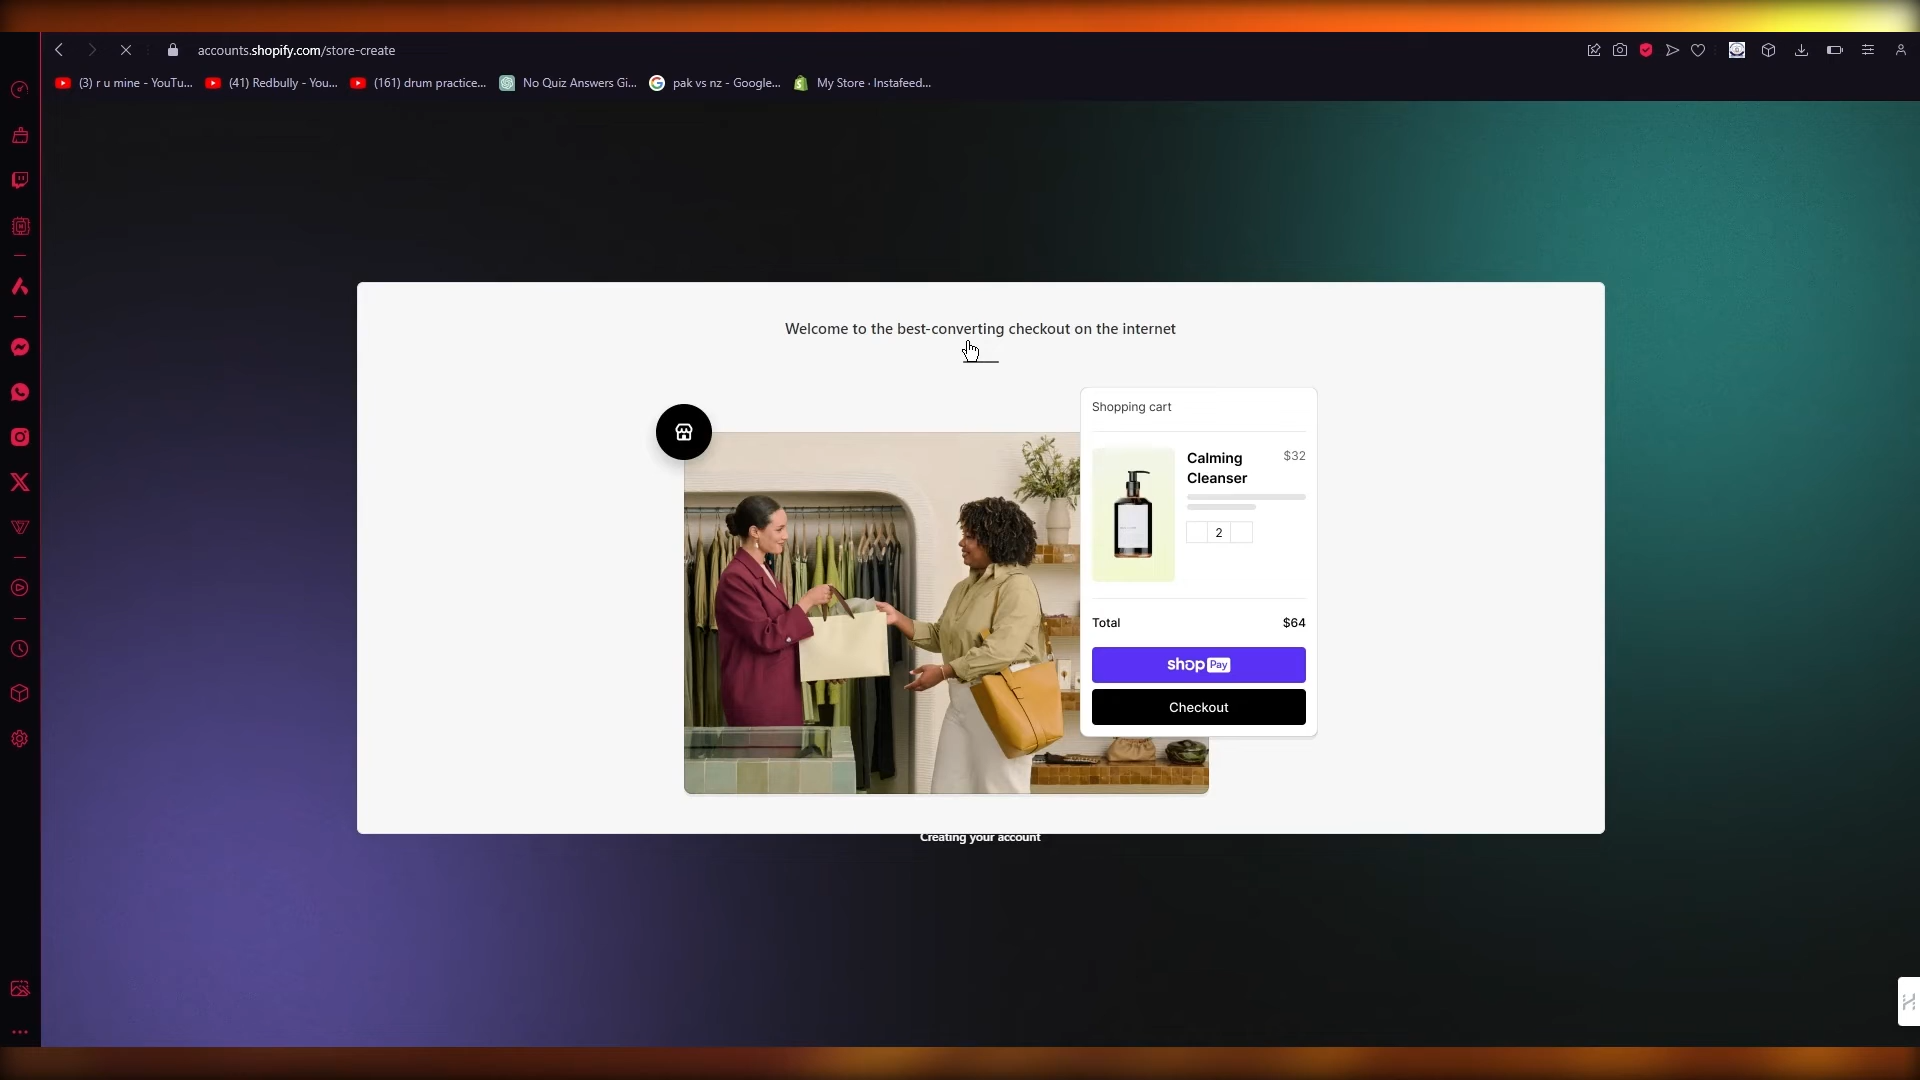 accounts.shopify.com/store-create
(3) r u mine - YouTu...
(41) Redbully - You...
(161) drum practice...
No Quiz Answers Gi...
pak vs nz - Google...
My Store · Instafeed...
Welcome to the best-converting checkout on the internet
Shopping cart
Calming
Cleanser
$32
2
Total
$64
shop Pay
Checkout
Creating your account